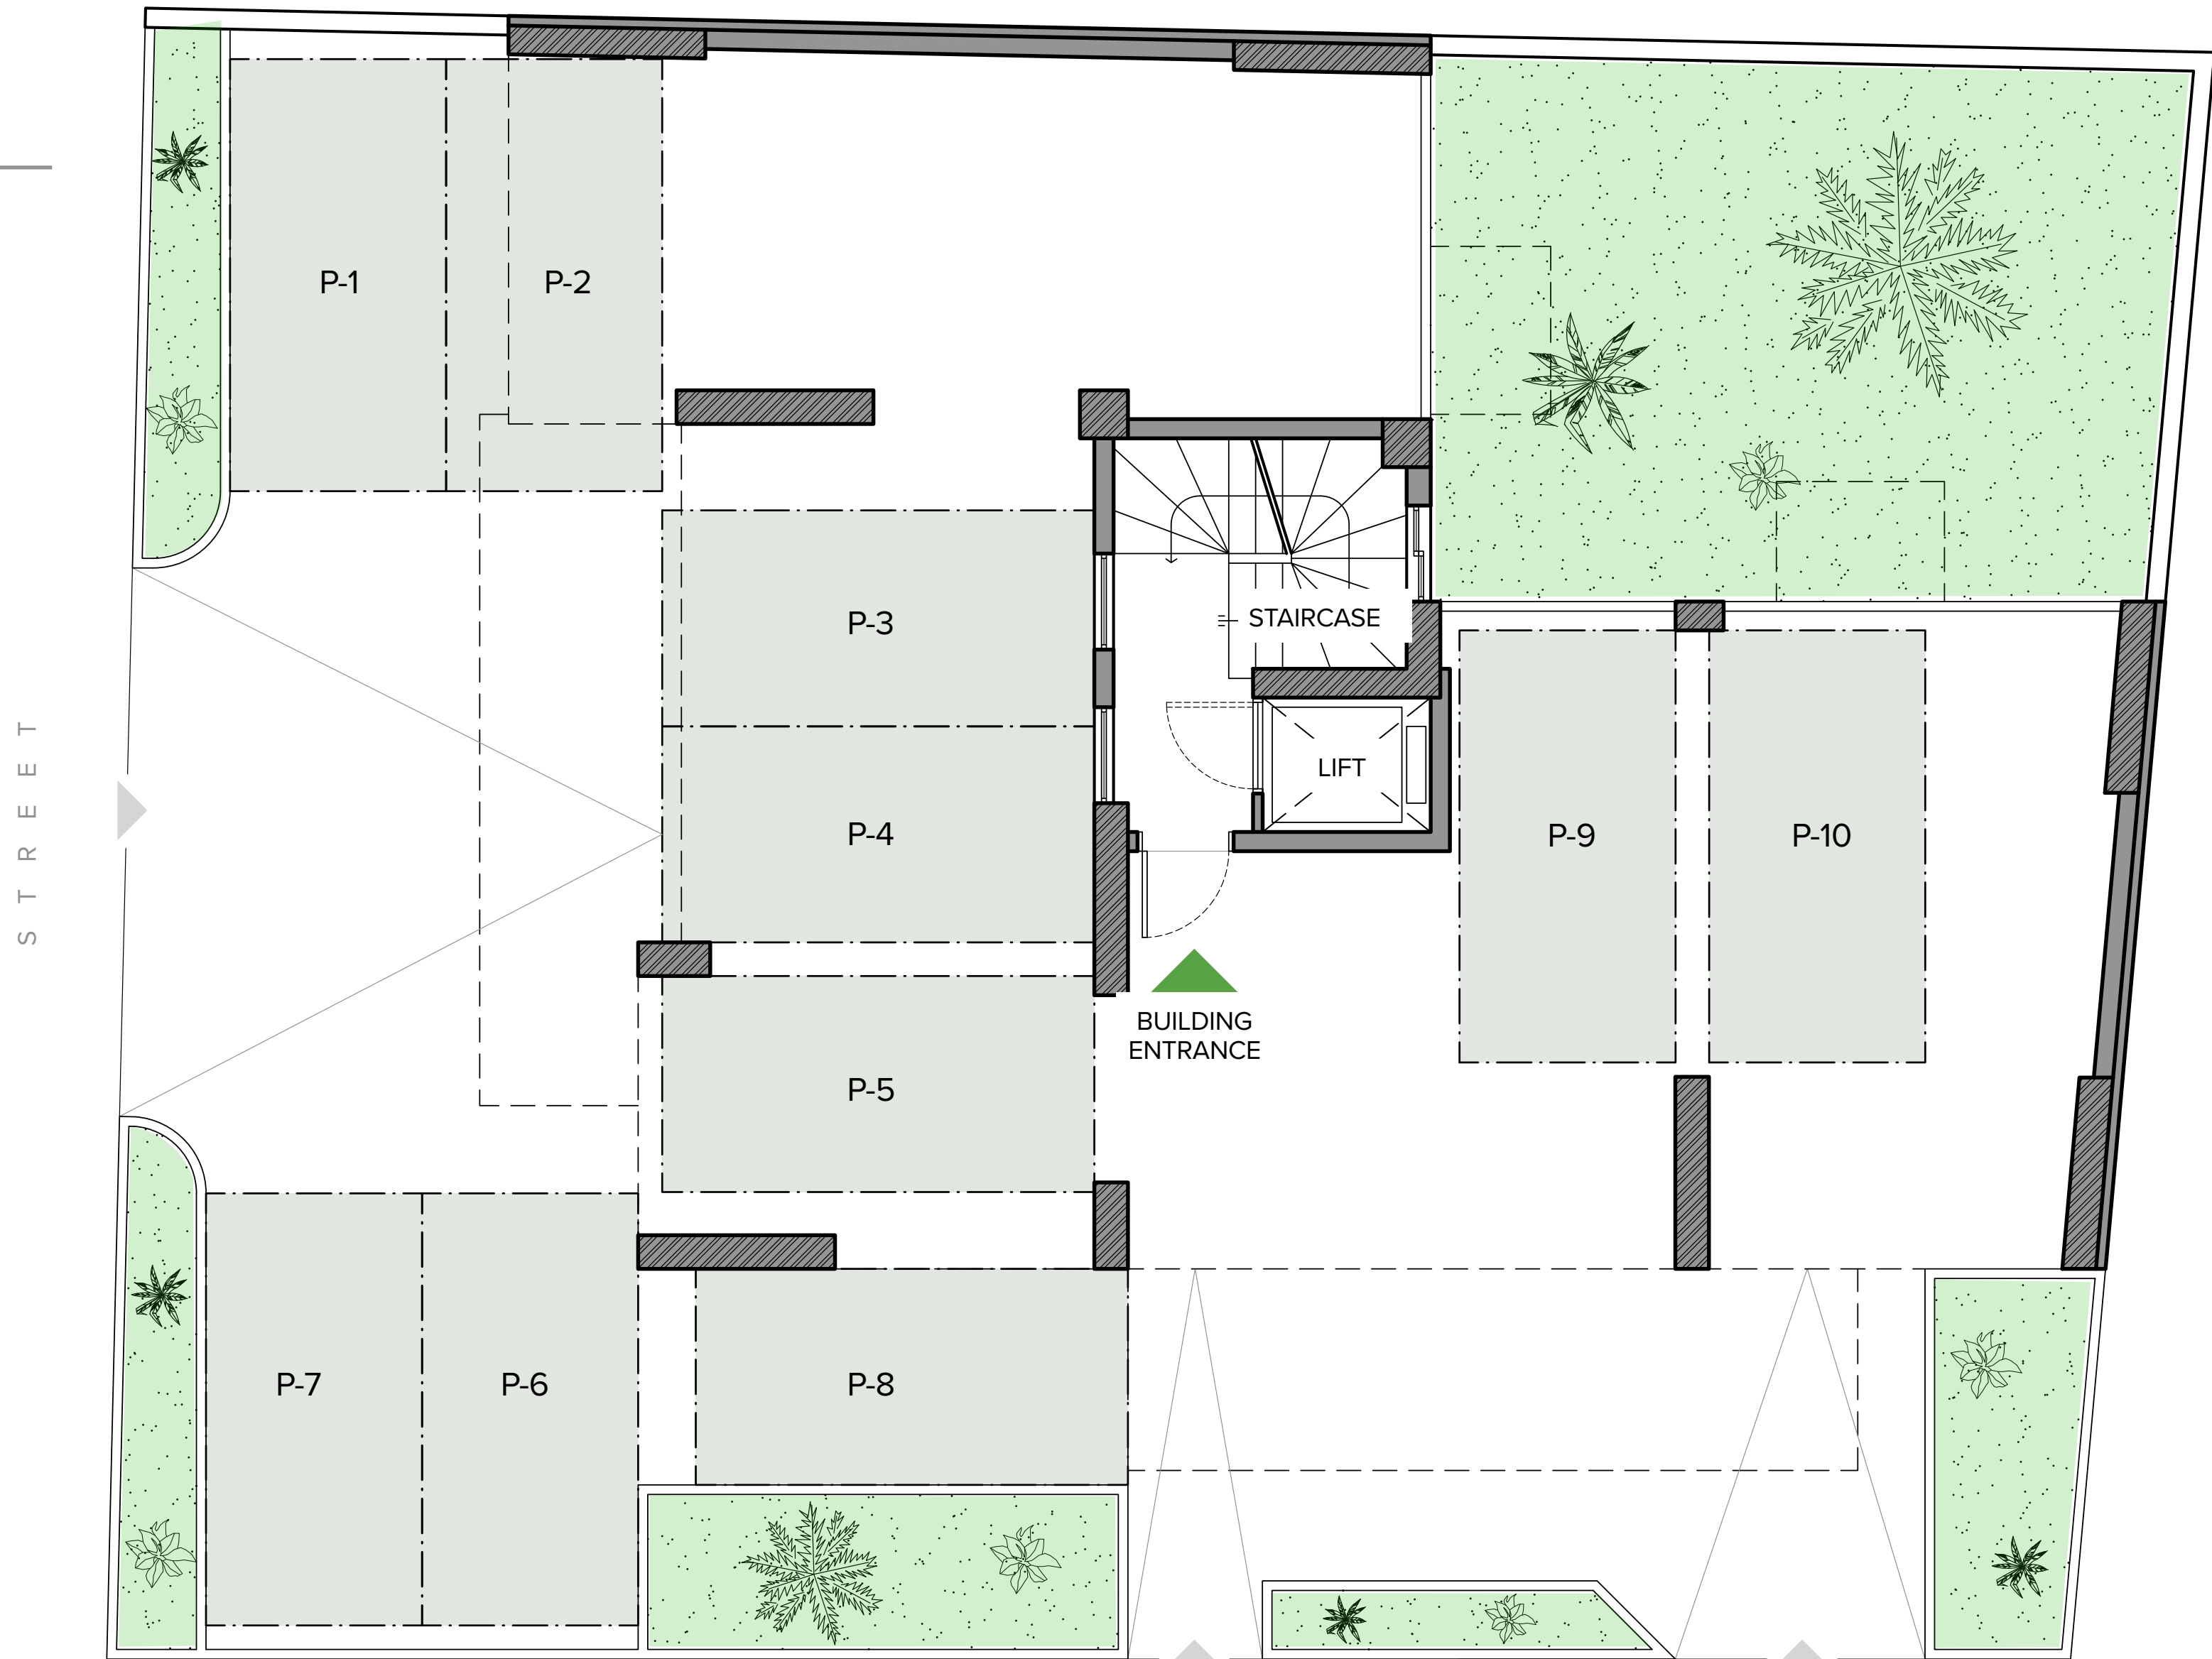 P-1
P-2
P-3
STAIRCASE
LIFT
P-4
P-9
P-10
STREET
BUILDING
ENTRANCE
P-5
P-7
P-6
P-8